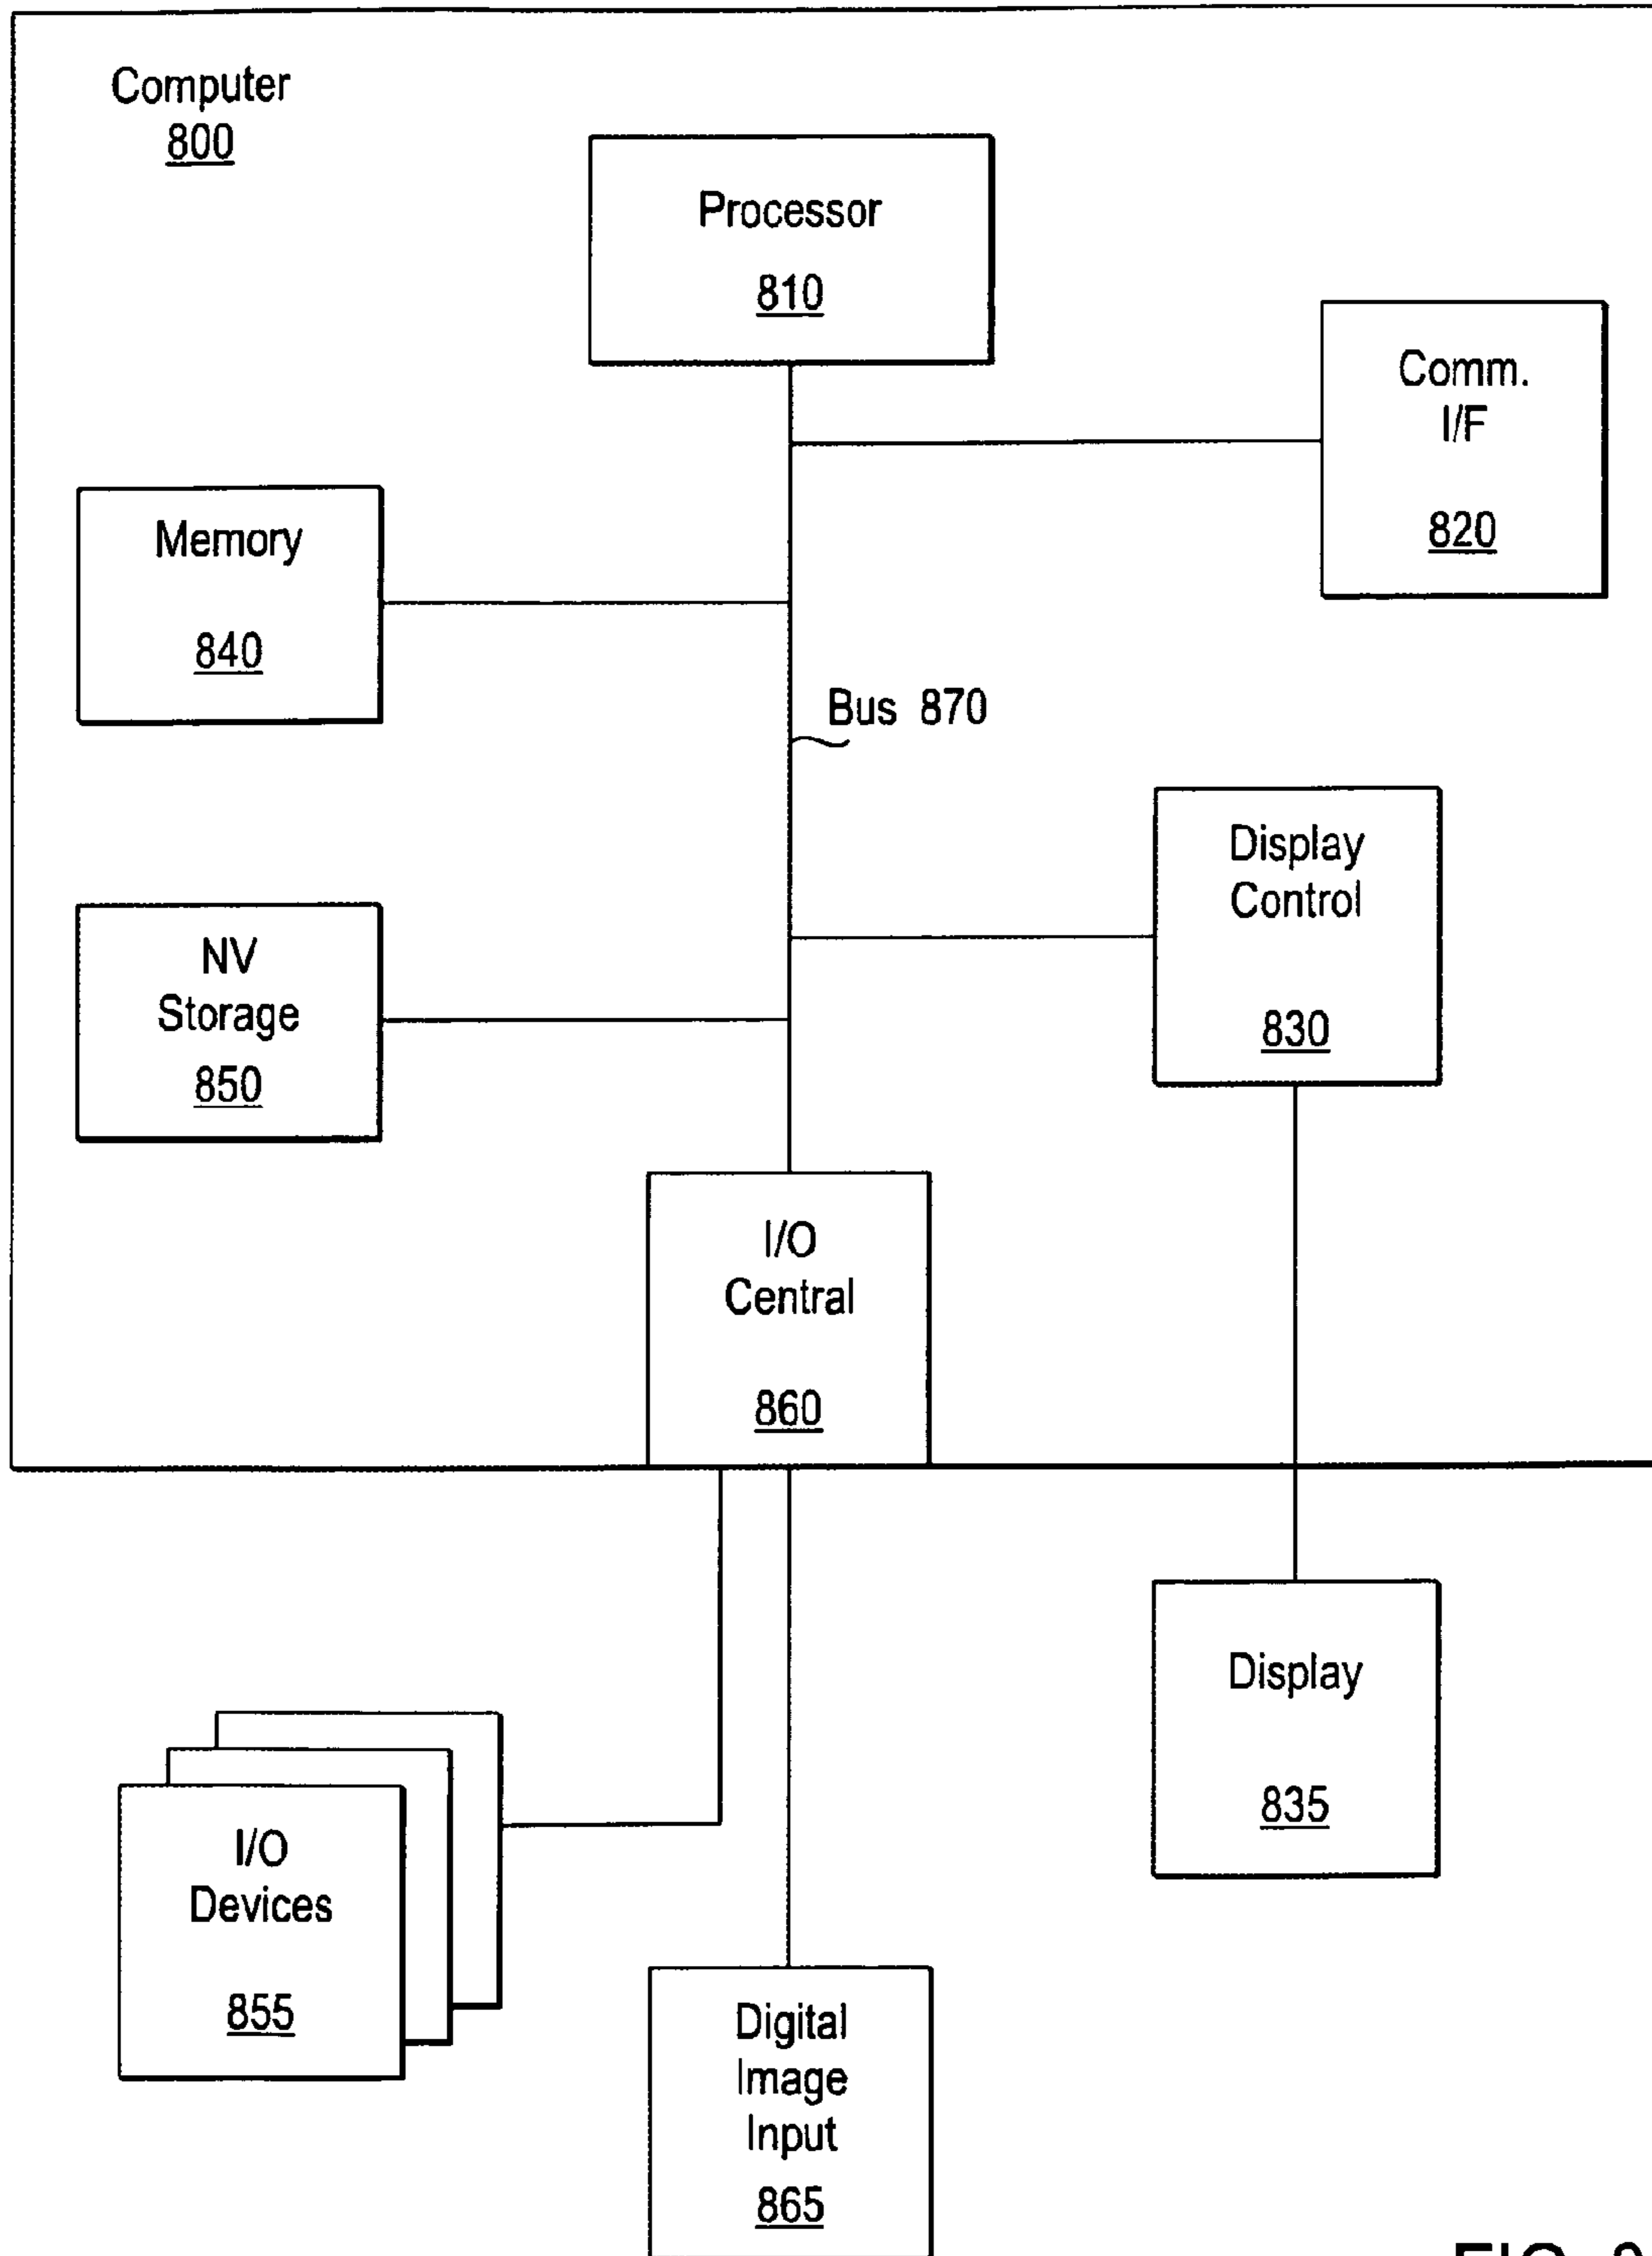 Computer
800
Processor
810
Comm.
I/F
820
Memory
840
Bus 870
Display
Control
830
NV
Storage
850
I/O
Central
860
Display
835
I/O
Devices
855
Digital
Image
Input
865